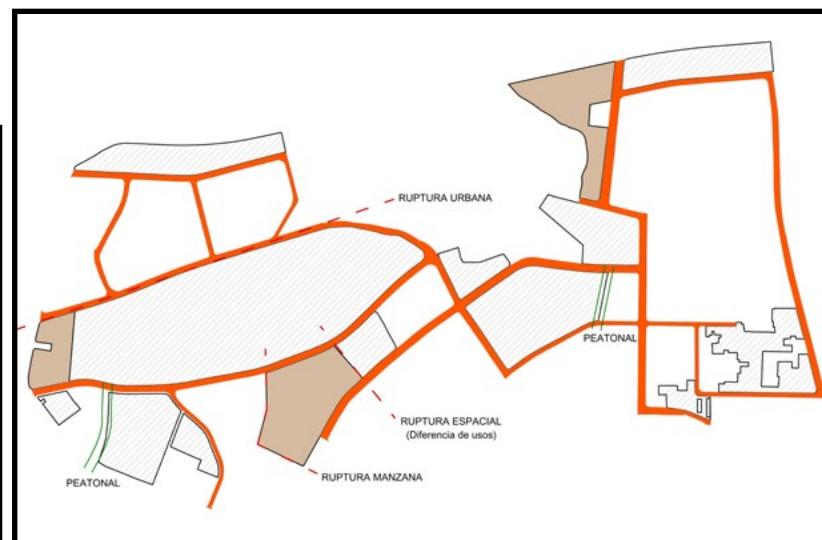 RUPTURA URBANA
PEATONAL
RUPTURA ESPACIAL
(Diferencia de usos)
RUPTURA MANZANA
PEATONAL